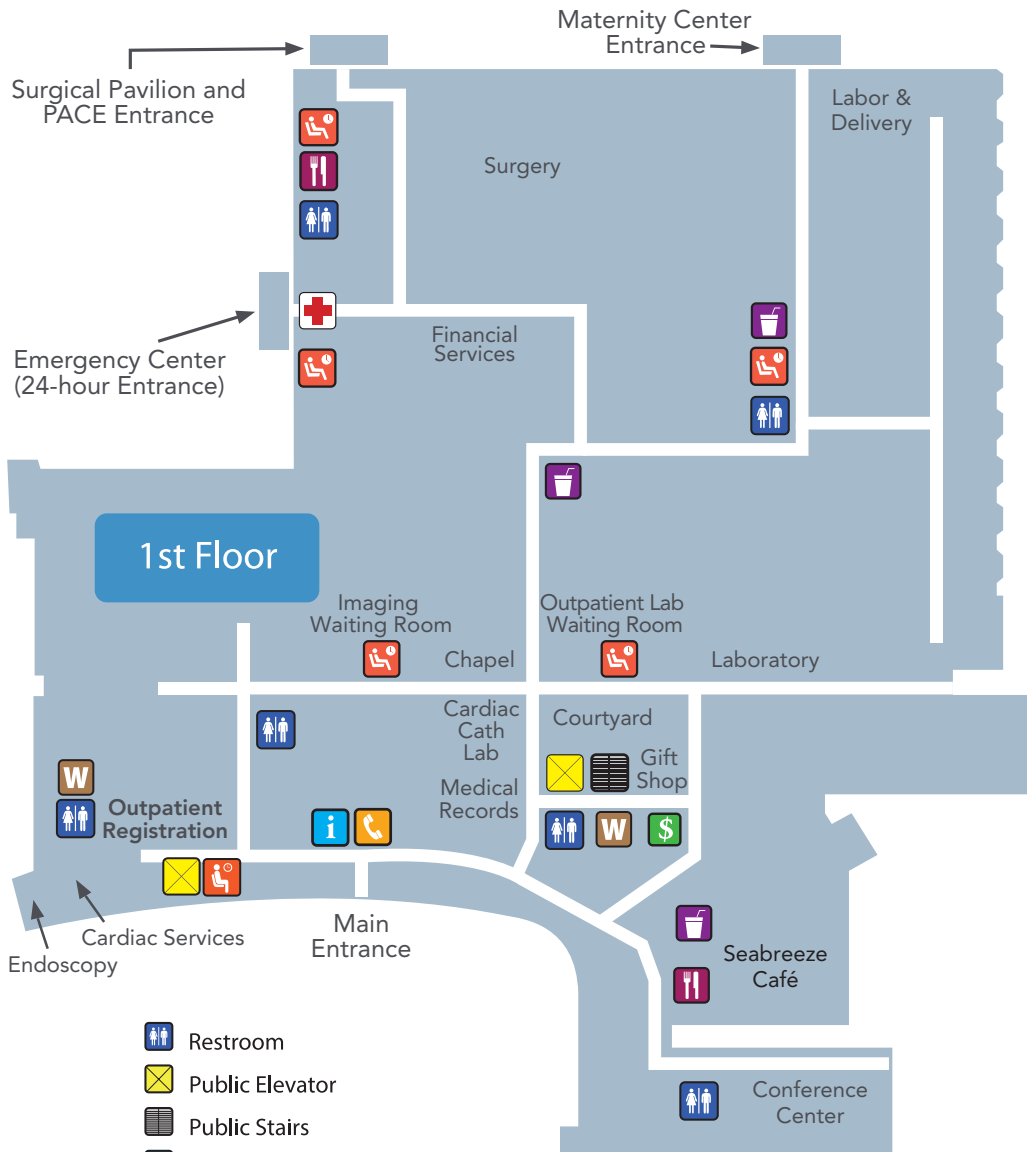 Maternity Center
Entrance
Surgical Pavilion and
PACE Entrance
Labor &
Delivery
Surgery
Financial
Services
Emergency Center
(24-hour Entrance)
1st Floor
Imaging
Waiting Room
Outpatient Lab
Waiting Room
Chapel
Laboratory
Cardiac
Cath
Lab
Courtyard
Gift
Shop
Medical
Records
W
Outpatient
Registration
i
W
$
Main
Entrance
Cardiac Services
Endoscopy
Seabreeze
Café
Restroom
Public Elevator
Public Stairs
Conference
Center